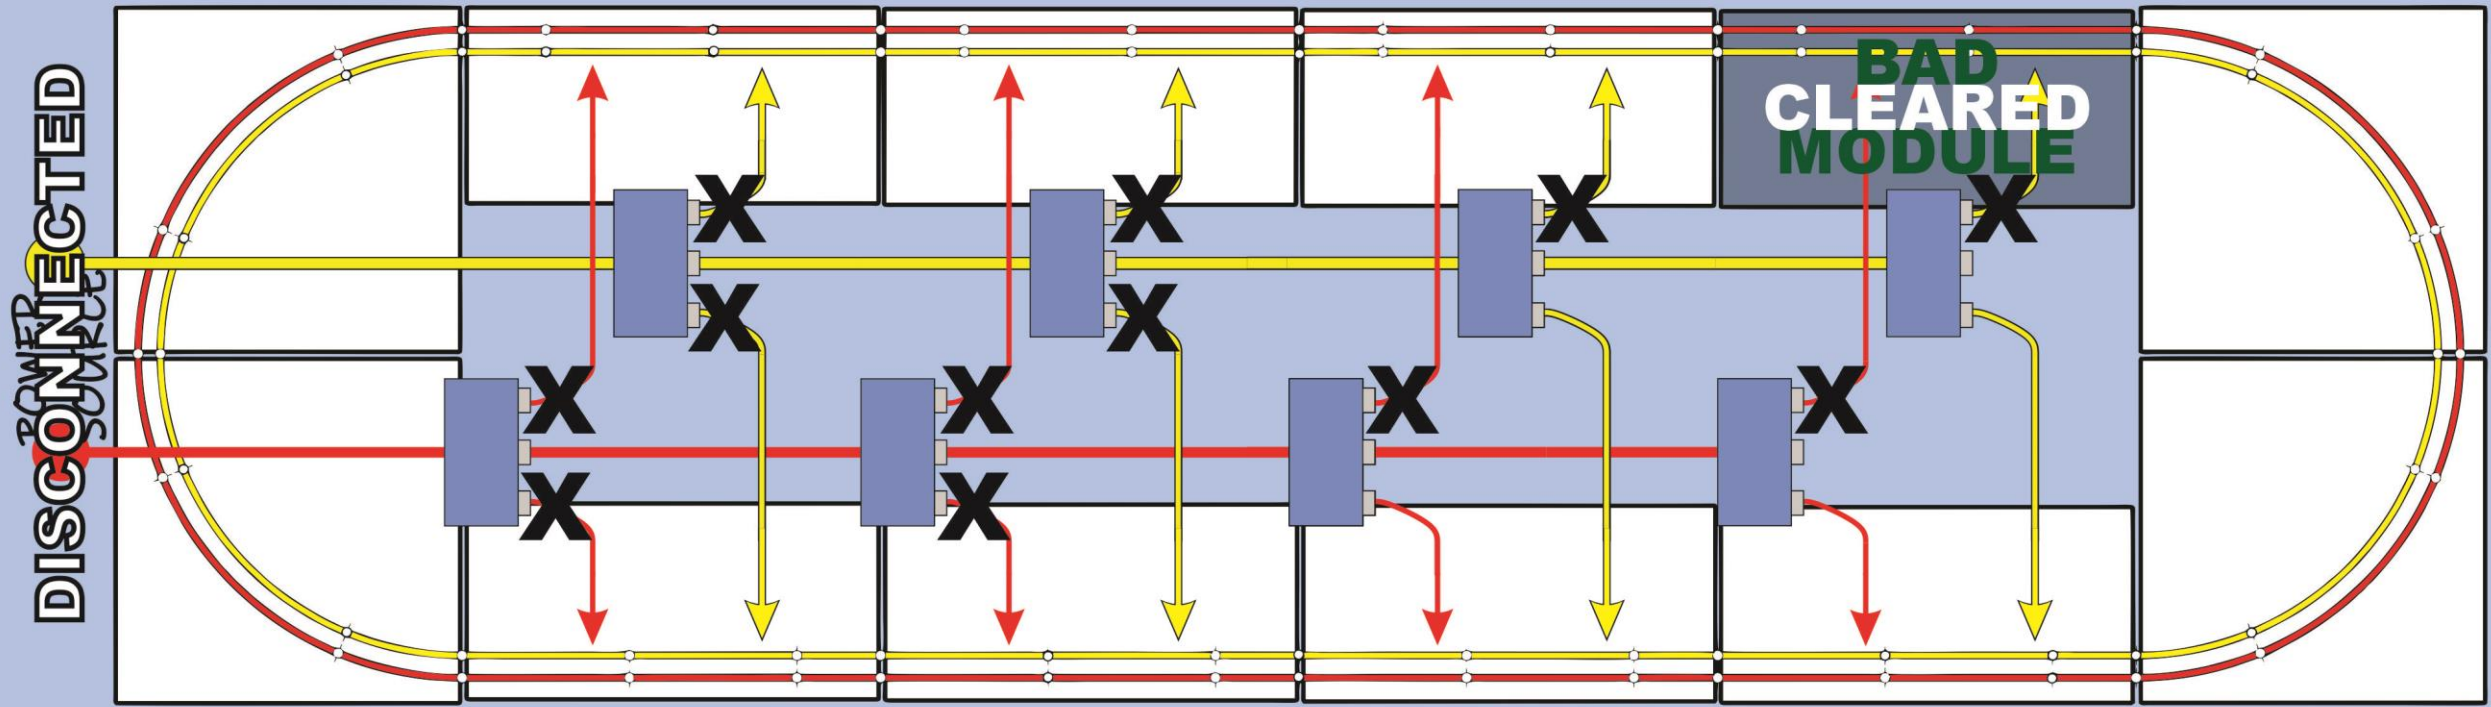 DISCONNECTED
POWER
SOURCE
BAD
CLEARED
MODULE
X
X
X
X
X
X
X
X
X
X
X
X